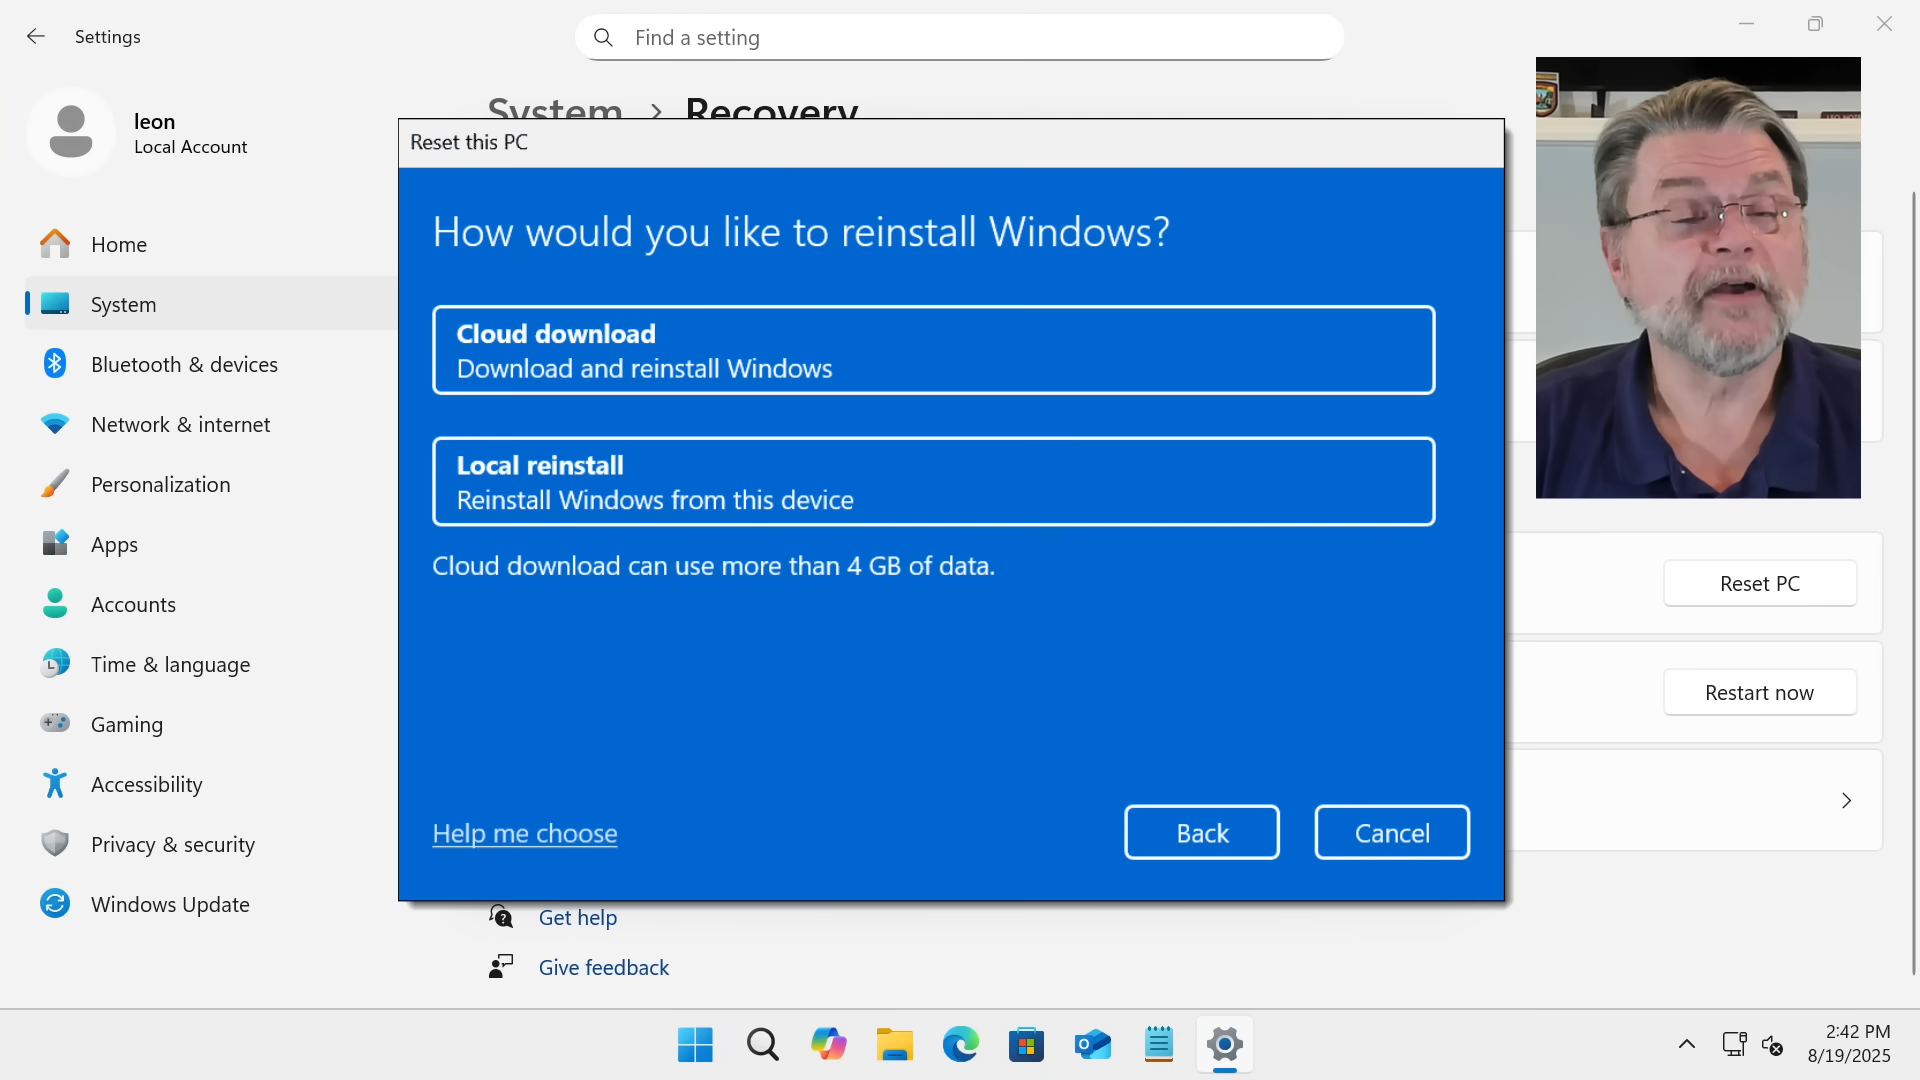 Settings
Find a setting
leon
Local Account
System > Recovery
Home
System
Bluetooth & devices
Network & internet
Personalization
Apps
Accounts
Time & language
Gaming
Accessibility
Privacy & security
Windows Update
Reset this PC
How would you like to reinstall Windows?
Cloud download
Download and reinstall Windows
Local reinstall
Reinstall Windows from this device
Cloud download can use more than 4 GB of data.
Help me choose
Back
Cancel
Reset PC
Restart now
Get help
Give feedback
2:42 PM
8/19/2025